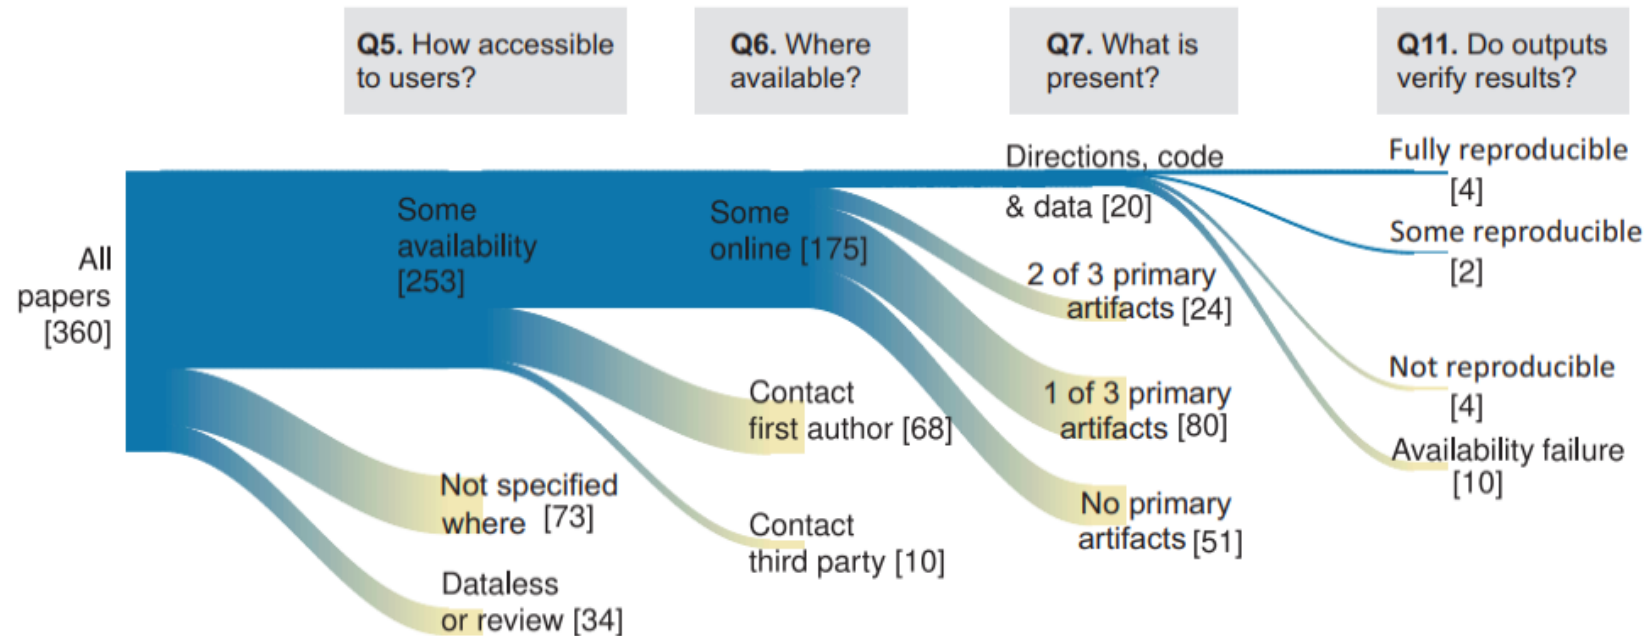 Q5. How accessible
to users?
Q6. Where
available?
Q7. What is
present?
Q11. Do outputs
verify results?
All
papers
[360]
Some
availability
[253]
Not specified
where [73]
Dataless
or review [34]
Some
online [175]
Contact
first author [68]
Contact
third party [10]
Directions, code
& data [20]
2 of 3 primary
artifacts [24]
1 of 3 primary
artifacts [80]
No primary
artifacts [51]
Fully reproducible
[4]
Some reproducible
[2]
Not reproducible
[4]
Availability failure
[10]